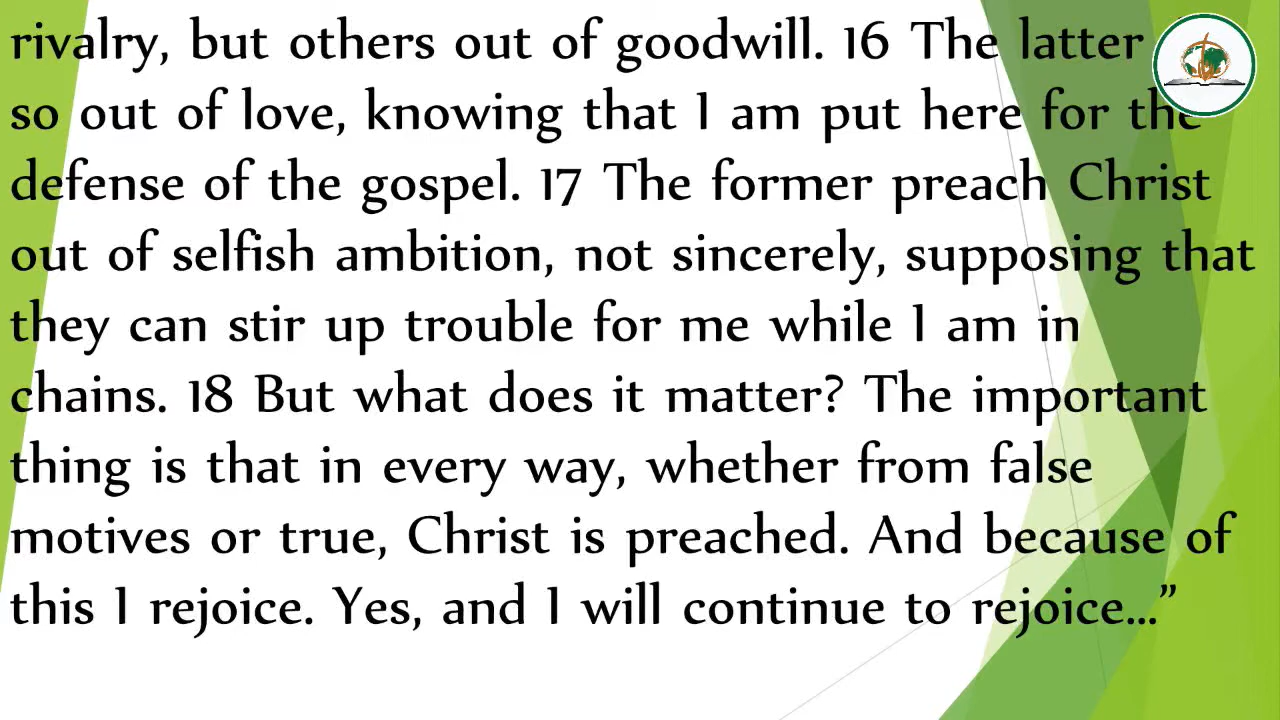 rivalry, but others out of goodwill. 16 The latter
so out of love, knowing that I am put here for the
defense of the gospel. 17 The former preach Christ
out of selfish ambition, not sincerely, supposing that
they can stir up trouble for me while I am in
chains. 18 But what does it matter? The important
thing is that in every way, whether from false
motives or true, Christ is preached. And because of
this I rejoice. Yes, and I will continue to rejoice…”